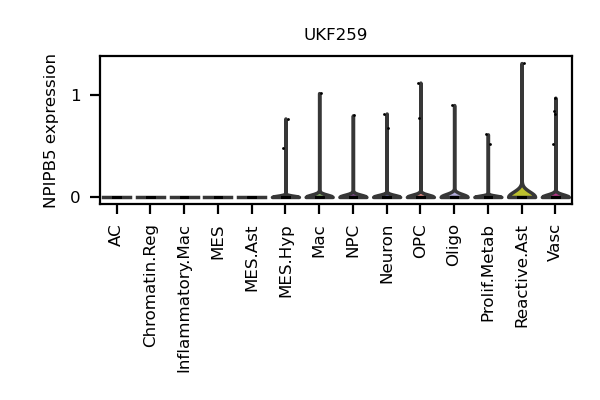 UKF259
NPIPB5 expression
1
0
AC
Chromatin.Reg
Inflammatory.Mac
MES
MES.Ast
MES.Hyp
Mac
NPC
Neuron
OPC
Oligo
Prolif.Metab
Reactive.Ast
Vasc